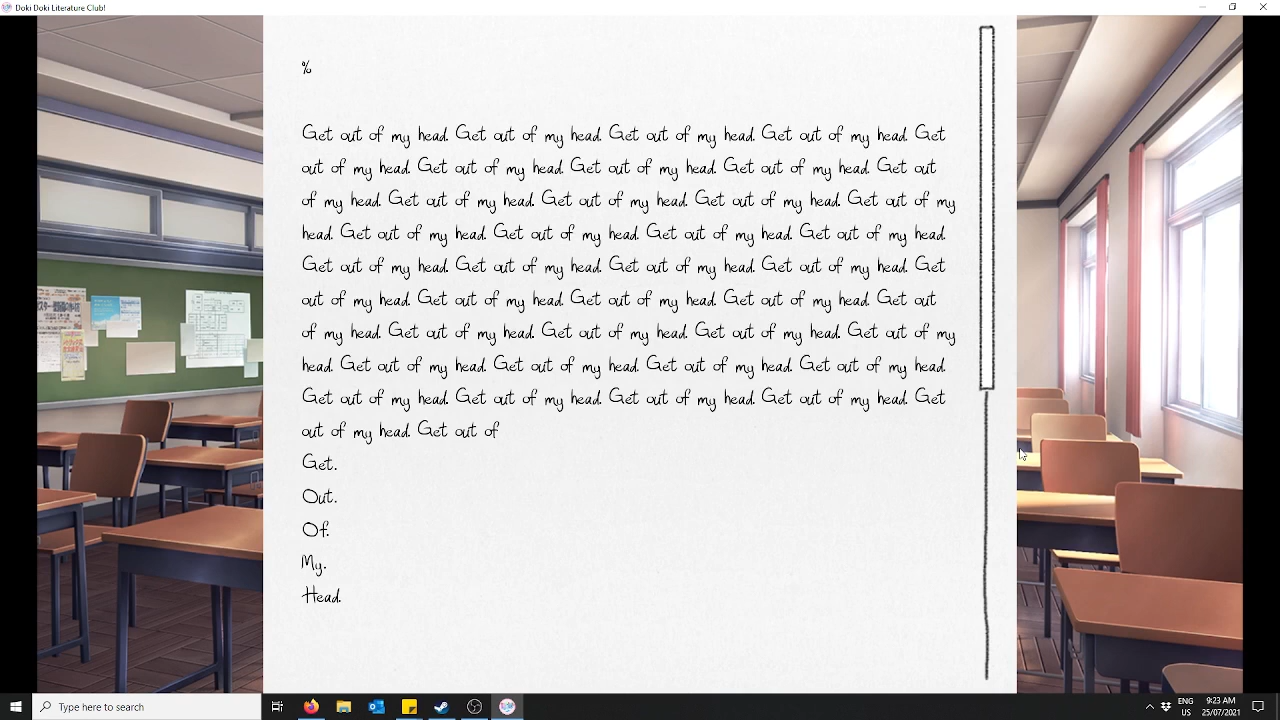 Doki Doki Literature Club!
%
Get out of my head. Get out of my head. Get out of my ead. Get out of my head. Get
out of my head. Get out of my head. Get out of my head. Get out of my head. Get out
of my head. Get out of my head. Get out of my head. Get out of my head. Get out of my
head. Get out of my head. Get out of my head. Get out of my head. Get out of my head.
Get out of my head. Get out of my head. Get out of my head. Get out of my head. Get
out of my head. Get out of my head. Get out o my head. Get out of my head. Get out
of my head. Get out of ead. Get out of head. Get out of my head. Get out of my
head. Get out of my head. Get out of my head. Get out of my head. Get out of my head.
Get out of my head. Get out of my head. Get out of my head. Get out of my head. Get
out of my head. Get out of
Get.
Out.
Of.
My.
Head.
Type here to search
ENG
US
9:23 AM
25/07/2021